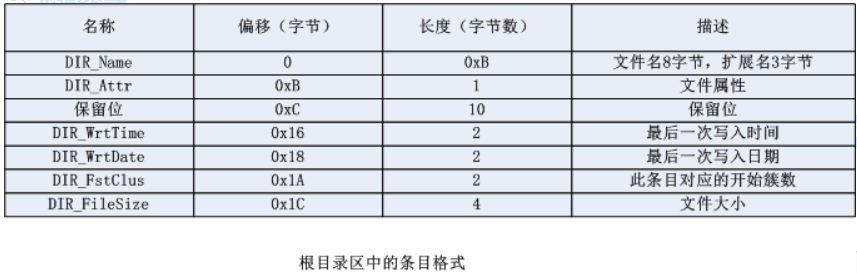 名称 偏移（字节） 长度（字节数） 描述
DIR_Name 0 0xB 文件名8字节，扩展名3字节
DIR_Attr 0xB 1 文件属性
保留位 0xC 10 保留位
DIR_WrtTime 0x16 2 最后一次写入时间
DIR_WrtDate 0x18 2 最后一次写入日期
DIR_FstClus 0x1A 2 此条目对应的开始簇数
DIR_FileSize 0x1C 4 文件大小
根目录区中的条目格式